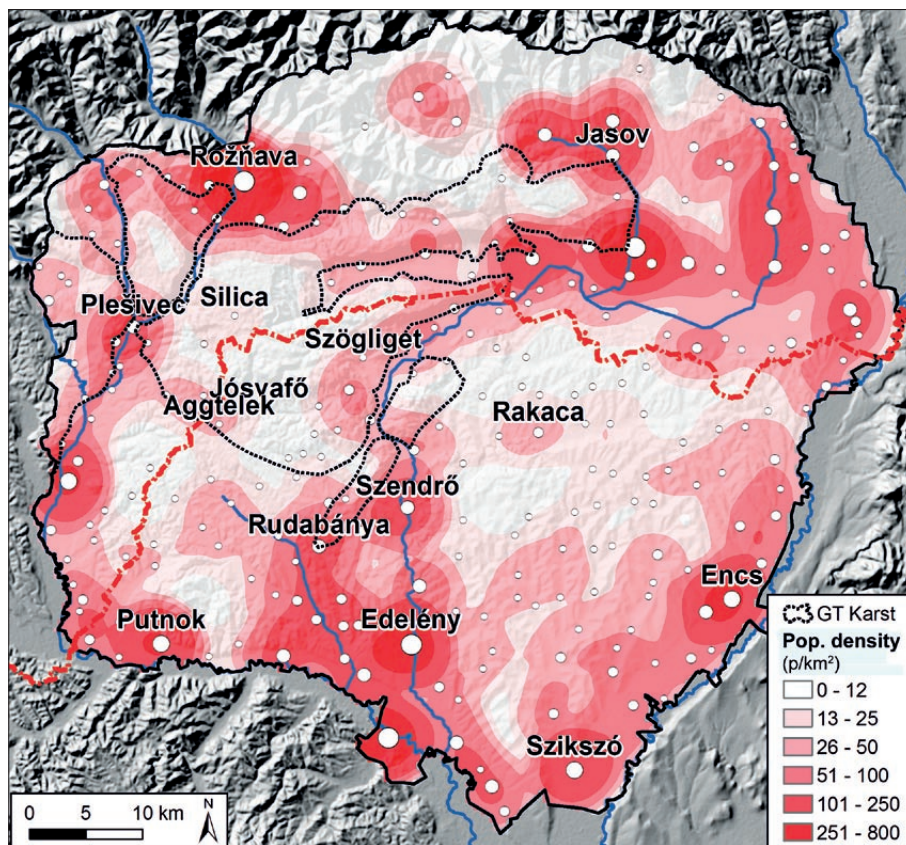 Jasov
Rožňava
Plesivec
Silica
Szögliget
Jósvafő
Aggtelek
Rakaca
Szendrő
Rudabánya
Encs
Putnok
Edelény
Szikszó
GT Karst
Pop. density
(p/km²)
0 - 12
13 - 25
26 - 50
51 - 100
101 - 250
251 - 800
0 5 10 km
N